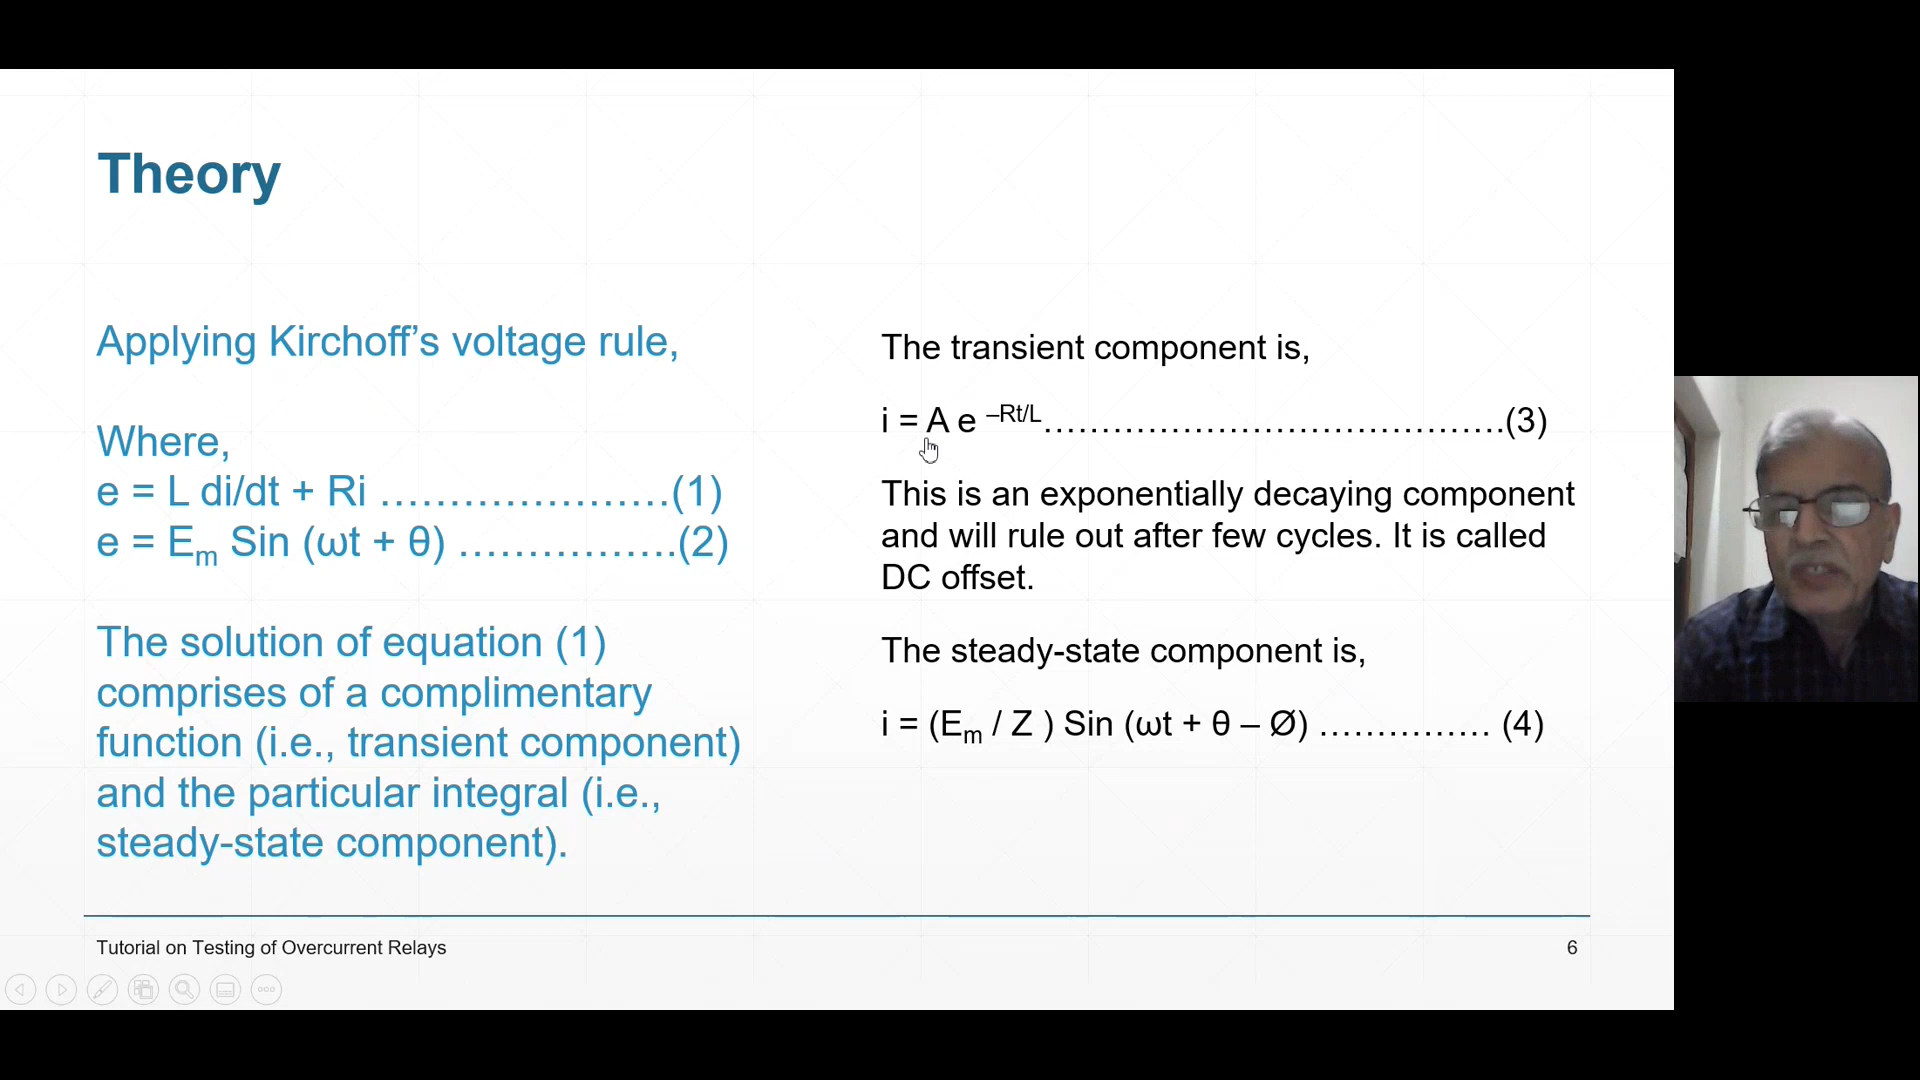 Theory
Applying Kirchoff’s voltage rule,
Where,
e = L di/dt + Ri …………………(1)
e = Em Sin (ωt + θ) ……………..(2)
The solution of equation (1)
comprises of a complimentary
function (i.e., transient component)
and the particular integral (i.e.,
steady-state component).
The transient component is,
i = A e –Rt/L…………………………………(3)
This is an exponentially decaying component
and will rule out after few cycles. It is called
DC offset.
The steady-state component is,
i = (Em / Z ) Sin (ωt + θ – Ø) …………… (4)
Tutorial on Testing of Overcurrent Relays
6